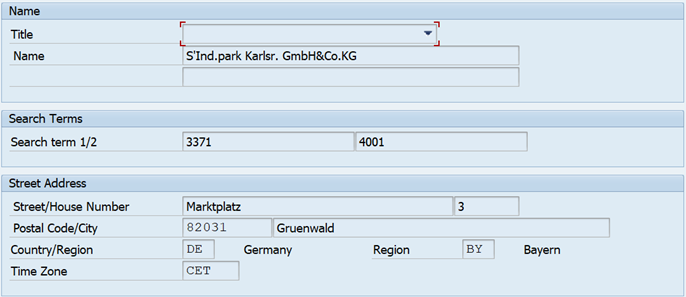 Name
Title
Name S'Ind.park Karlsr. GmbH&Co.KG
Search Terms
Search term 1/2 3371 4001
Street Address
Street/House Number Marktplatz 3
Postal Code/City 82031 Gruenwald
Country/Region DE Germany Region BY Bayern
Time Zone CET